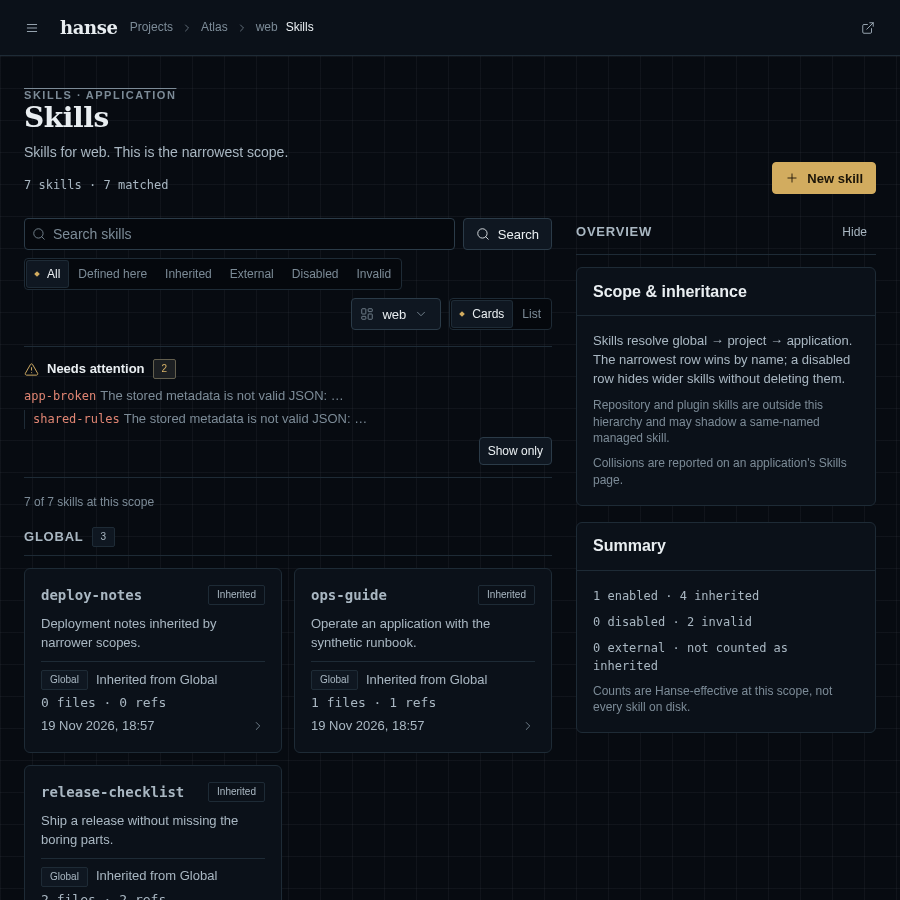 hanse Projects Atlas web Skills
SKILLS · APPLICATION
Skills
Skills for web. This is the narrowest scope.
7 skills · 7 matched
New skill
Search skills
Search
All Defined here Inherited External Disabled Invalid
web
Cards List
Needs attention 2
app-broken The stored metadata is not valid JSON: …
shared-rules The stored metadata is not valid JSON: …
Show only
7 of 7 skills at this scope
GLOBAL 3
deploy-notes Inherited
Deployment notes inherited by
narrower scopes.
Global Inherited from Global
0 files · 0 refs
19 Nov 2026, 18:57
ops-guide Inherited
Operate an application with the
synthetic runbook.
Global Inherited from Global
1 files · 1 refs
19 Nov 2026, 18:57
release-checklist Inherited
Ship a release without missing the
boring parts.
Global Inherited from Global
2 files · 2 refs
OVERVIEW Hide
Scope & inheritance
Skills resolve global → project → application.
The narrowest row wins by name; a disabled
row hides wider skills without deleting them.
Repository and plugin skills are outside this
hierarchy and may shadow a same-named
managed skill.
Collisions are reported on an application's Skills
page.
Summary
1 enabled · 4 inherited
0 disabled · 2 invalid
0 external · not counted as
inherited
Counts are Hanse-effective at this scope, not
every skill on disk.